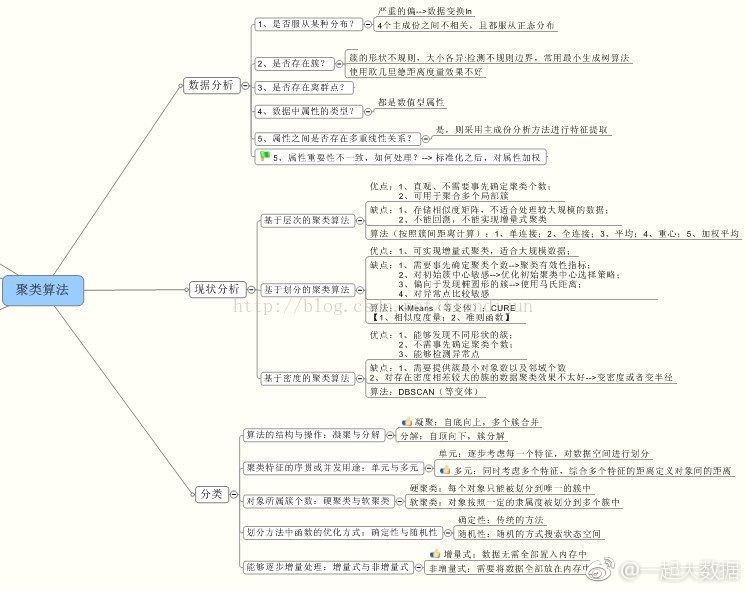 聚类算法
数据分析
1、是否服从某种分布?
严重的偏-->数据变换ln
4个主成份之间不相关，且都服从正态分布
2、是否存在簇?
簇的形状不规则，大小各异:检测不规则边界，常用最小生成树算法
使用欧几里德距离度量效果不好
3、是否存在离群点?
4、数据中属性的类型?
都是数值型属性
5、属性之间是否存在多重线性关系?
是，则采用主成份分析方法进行特征提取
5、属性重要性不一致，如何处理?--> 标准化之后，对属性加权
现状分析
基于层次的聚类算法
优点：1、直观、不需要事先确定聚类个数；
2、可用于聚合多个局部簇
缺点：1、存储相似度矩阵，不适合处理较大规模的数据；
2、不能回溯，不能实现增量式聚类
算法（按照簇间距离计算）：1、单连接；2、全连接；3、平均；4、重心；5、加权平均
基于划分的聚类算法
优点：1、可实现增量式聚类，适合大规模数据；
缺点：1、需要事先确定聚类个数-->聚类有效性指标；
2、对初始簇中心敏感-->优化初始聚类中心选择策略；
3、偏向于发现椭圆形的簇-->使用马氏距离；
4、对异常点比较敏感
算法：K-Means（等变体）；CURE
【1、相似度度量；2、准则函数】
基于密度的聚类算法
优点：1、能够发现不同形状的簇；
2、不需事先确定聚类个数；
3、能够检测异常点
缺点：1、需要提供簇最小对象数以及邻域个数
2、对存在密度相差较大的簇的数据聚类效果不太好-->变密度或者变半径
算法：DBSCAN（等变体）
分类
算法的结构与操作：凝聚与分解
凝聚：自底向上，多个簇合并
分解：自顶向下，簇分解
聚类特征的序贯或并发用途：单元与多元
单元：逐步考虑每一个特征，对数据空间进行划分
多元：同时考虑多个特征，综合多个特征的距离定义对象间的距离
对象所属簇个数：硬聚类与软聚类
硬聚类：每个对象只能被划分到唯一的簇中
软聚类：对象按照一定的隶属度被划分到多个簇中
划分方法中函数的优化方式：确定性与随机性
确定性：传统的方法
随机性：随机的方式搜索状态空间
能够逐步增量处理：增量式与非增量式
增量式：数据无需全部置入内存中
非增量式：需要将数据全部放在内存中
@一起大数据